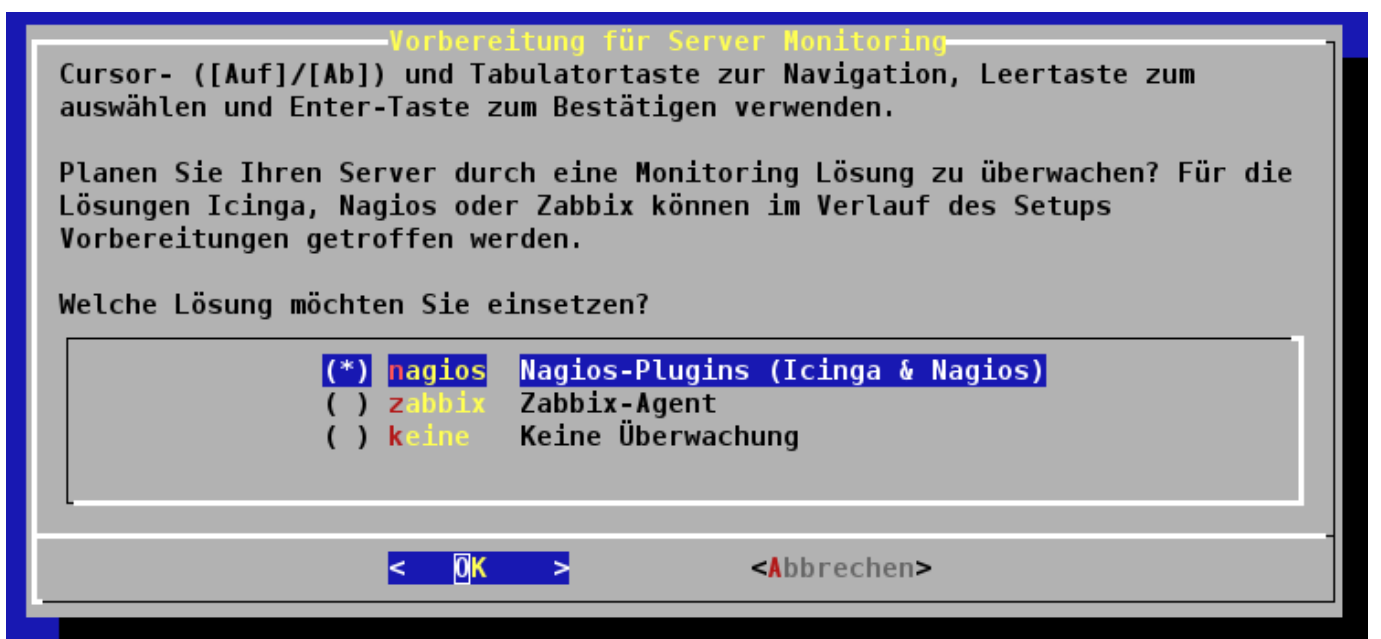 Vorbereitung für Server Monitoring
Cursor- ([Auf]/[Ab]) und Tabulatortaste zur Navigation, Leertaste zum
auswählen und Enter-Taste zum Bestätigen verwenden.
Planen Sie Ihren Server durch eine Monitoring Lösung zu überwachen? Für die
Lösungen Icinga, Nagios oder Zabbix können im Verlauf des Setups
Vorbereitungen getroffen werden.
Welche Lösung möchten Sie einsetzen?
(*) nagios Nagios-Plugins (Icinga & Nagios)
( ) zabbix Zabbix-Agent
( ) keine Keine Überwachung
< OK > <Abbrechen>